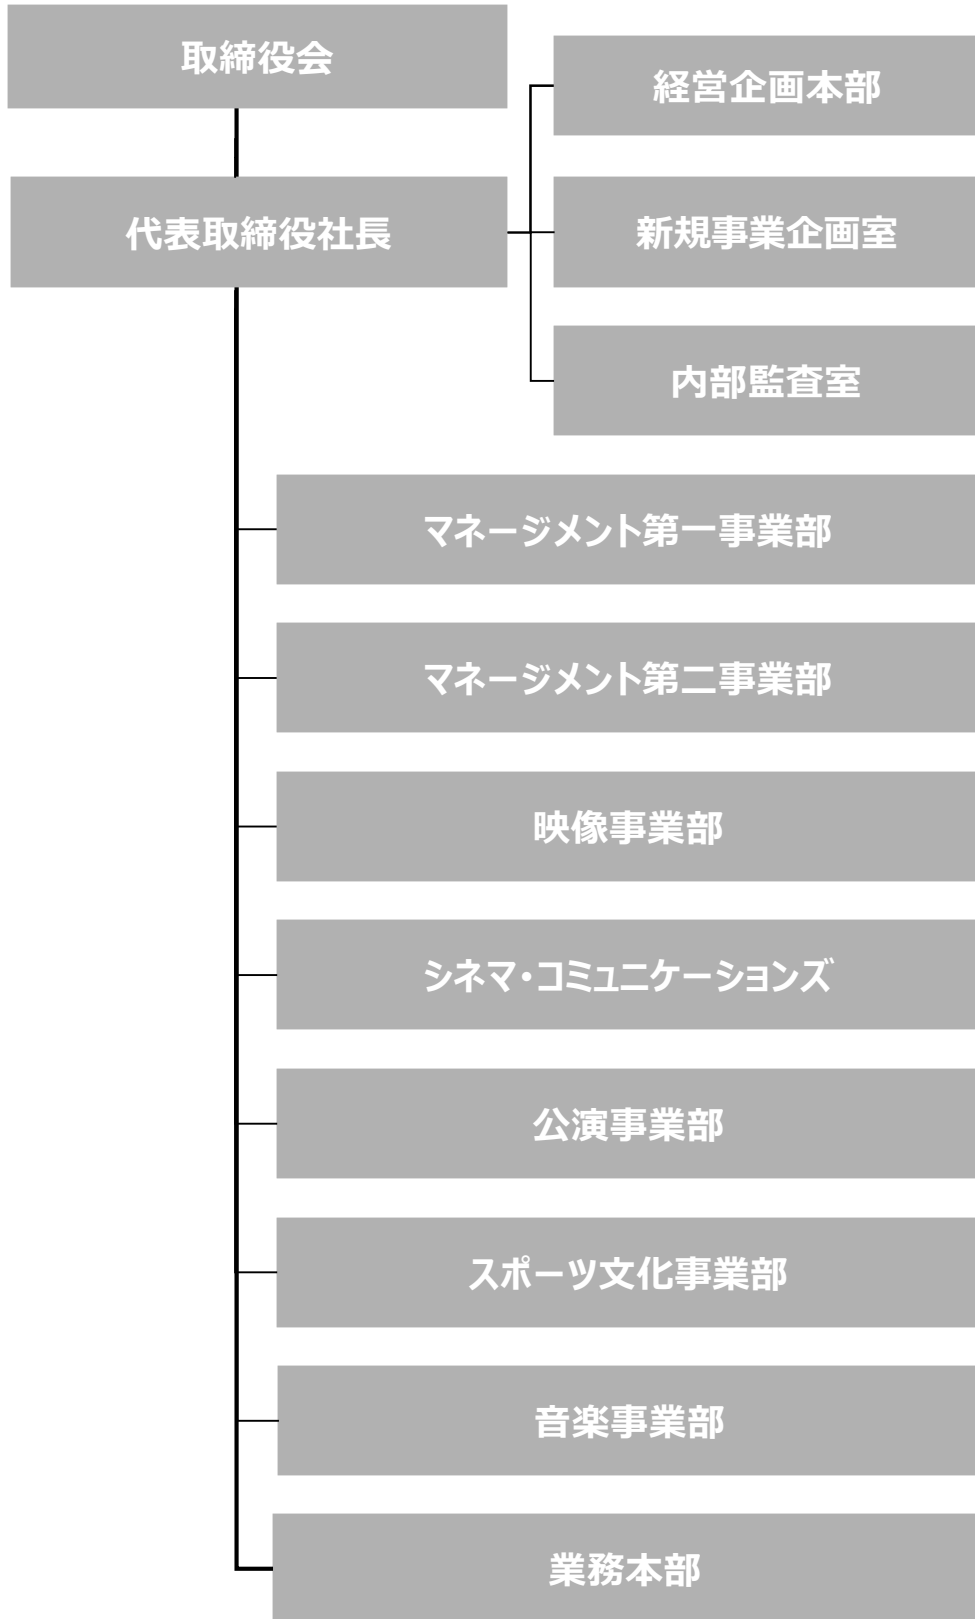 取締役会
経営企画本部
代表取締役社長
新規事業企画室
内部監査室
マネージメント第一事業部
マネージメント第二事業部
映像事業部
シネマ・コミュニケーションズ
公演事業部
スポーツ文化事業部
音楽事業部
業務本部